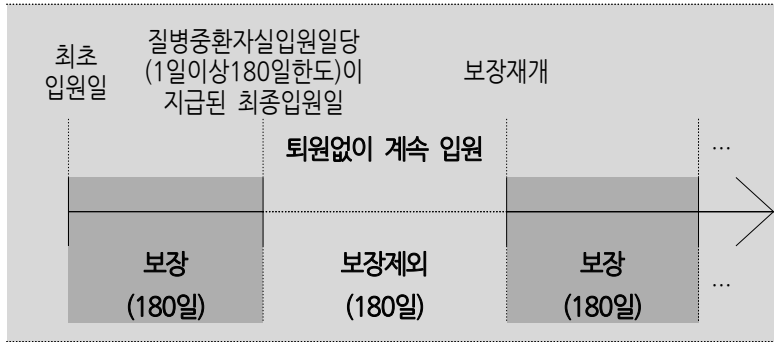 최초
입원일
질병중환자실입원일당
(1일이상180일한도)이
지급된 최종입원일
보장재개
퇴원없이 계속 입원
…
보장
(180일)
보장제외
(180일)
보장
(180일)
…